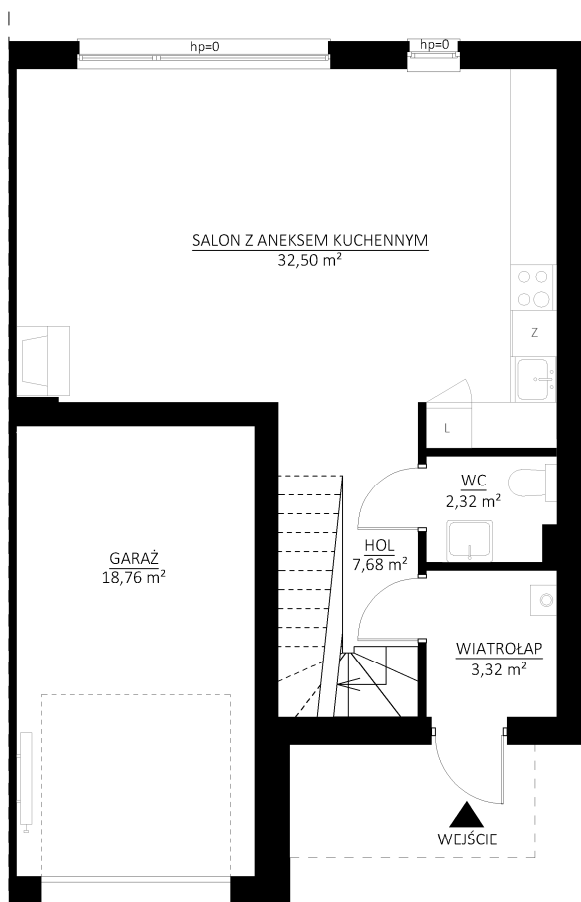 hp=0
hp=0
SALON Z ANEKSEM KUCHENNYM
32,50 m²
Z
L
WC
2,32 m²
HOL
7,68 m²
GARAŻ
18,76 m²
WIATROŁAP
3,32 m²
WEJŚCIE